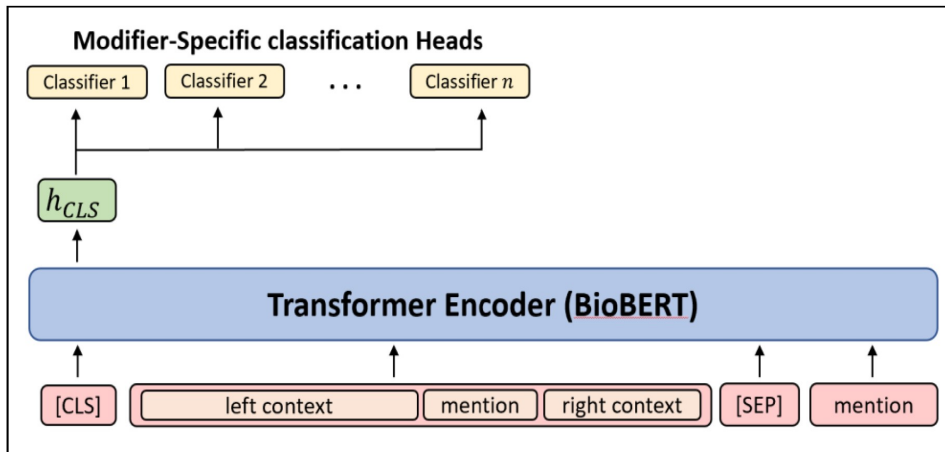 Modifier-Specific classification Heads
Classifier 1 Classifier 2 ... Classifier n
h_CLS
Transformer Encoder (BioBERT)
[CLS] left context mention right context [SEP] mention